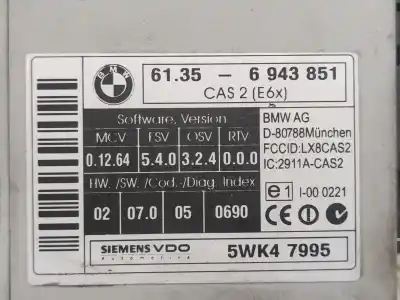 BMW
61.35 - 6 943 851
CAS 2 (E6x)
Software, Version
MCV FSV OSV RTV
0.12.64 5.4.0 3.2.4 0.0.0
HW. /SW. /Cod.-/Diag. Index
02 07.0 05 0690
BMW AG
D-80788München
FCCID:LX8CAS2
IC:2911A-CAS2
e1 I-00 0221
CE
SIEMENS VDO
Automotive
5WK4 7995